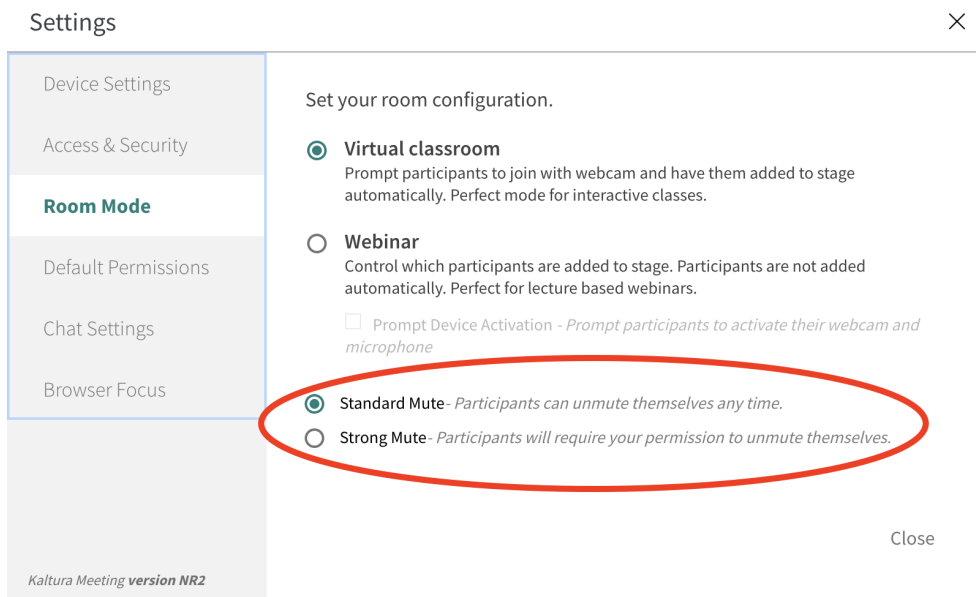 Settings
Device Settings
Access & Security
Room Mode
Default Permissions
Chat Settings
Browser Focus
Kaltura Meeting version NR2
Set your room configuration.
Virtual classroom
Prompt participants to join with webcam and have them added to stage
automatically. Perfect mode for interactive classes.
Webinar
Control which participants are added to stage. Participants are not added
automatically. Perfect for lecture based webinars.
Prompt Device Activation - Prompt participants to activate their webcam and
microphone
Standard Mute- Participants can unmute themselves any time.
Strong Mute- Participants will require your permission to unmute themselves.
Close